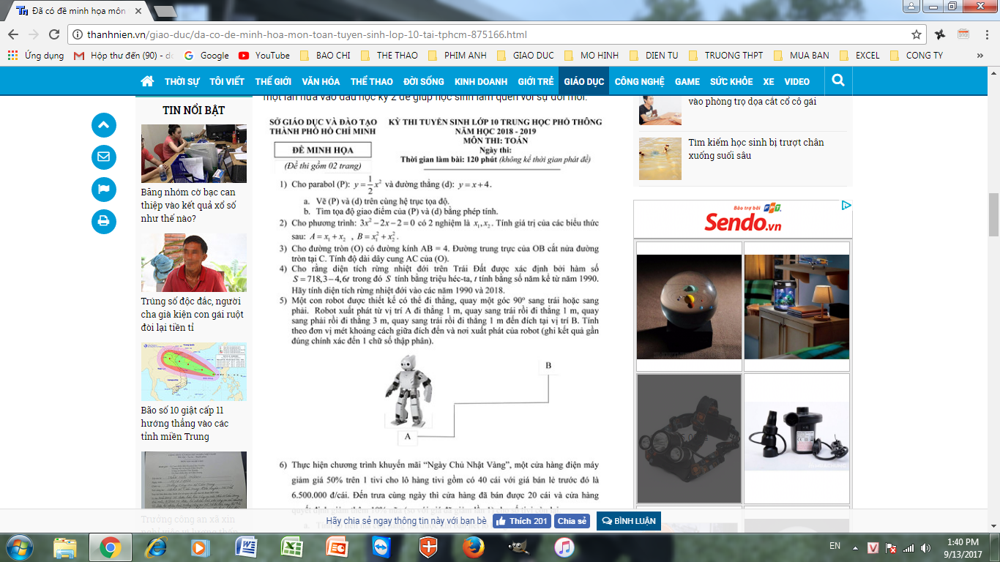 Đã có đề minh họa môn
thanhnien.vn/giao-duc/da-co-de-minh-hoa-mon-toan-tuyen-sinh-lop-10-tai-tphcm-875166.html
Ứng dụng Hộp thư đến (90) - dc Google YouTube BAO CHI THE THAO PHIM ANH GIAO DUC MO HINH DIEN TU TRUONG THPT MUA BAN EXCEL CONG TY »
THỜI SỰ TÔI VIẾT THẾ GIỚI VĂN HÓA THỂ THAO ĐỜI SỐNG KINH DOANH GIỚI TRẺ GIÁO DỤC CÔNG NGHỆ GAME SỨC KHỎE XE VIDEO
một lần nữa vào đầu học kỳ 2 để giúp học sinh làm quen với sự đổi mới.
TIN NỔI BẬT
Băng nhóm cờ bạc can
thiệp vào kết quả xổ số
như thế nào?
Trúng số độc đắc, người
cha già kiện con gái ruột
đòi lại tiền tỉ
Bão số 10 giật cấp 11
hướng thẳng vào các
tỉnh miền Trung
Trưởng công an xã xin
SỞ GIÁO DỤC VÀ ĐÀO TẠO
THÀNH PHỐ HỒ CHÍ MINH
ĐỀ MINH HỌA
(Đề thi gồm 02 trang)
KỲ THI TUYỂN SINH LỚP 10 TRUNG HỌC PHỔ THÔNG
NĂM HỌC 2018 - 2019
MÔN THI: TOÁN
Ngày thi:
Thời gian làm bài: 120 phút (không kể thời gian phát đề)
1) Cho parabol (P): y = 1/2 x² và đường thẳng (d): y = x + 4.
a. Vẽ (P) và (d) trên cùng hệ trục tọa độ.
b. Tìm tọa độ giao điểm của (P) và (d) bằng phép tính.
2) Cho phương trình: 3x² − 2x − 2 = 0 có 2 nghiệm là x₁, x₂. Tính giá trị của các biểu thức
sau: A = x₁ + x₂ , B = x₁² + x₂².
3) Cho đường tròn (O) có đường kính AB = 4. Đường trung trực của OB cắt nửa đường
tròn tại C. Tính độ dài dây cung AC của (O).
4) Cho rằng diện tích rừng nhiệt đới trên Trái Đất được xác định bởi hàm số
S = 718,3 − 4,6t trong đó S tính bằng triệu héc-ta, t tính bằng số năm kể từ năm 1990.
Hãy tính diện tích rừng nhiệt đới vào các năm 1990 và 2018.
5) Một con robot được thiết kế có thể đi thẳng, quay một góc 90º sang trái hoặc sang
phải. Robot xuất phát từ vị trí A đi thẳng 1 m, quay sang trái rồi đi thẳng 1 m, quay
sang phải rồi đi thẳng 3 m, quay sang trái rồi đi thẳng 1 m đến đích tại vị trí B. Tính
theo đơn vị mét khoảng cách giữa đích đến và nơi xuất phát của robot (ghi kết quả gần
đúng chính xác đến 1 chữ số thập phân).
B
A
6) Thực hiện chương trình khuyến mãi “Ngày Chủ Nhật Vàng”, một cửa hàng điện máy
giảm giá 50% trên 1 tivi cho lô hàng tivi gồm có 40 cái với giá bán lẻ trước đó là
6.500.000 đ/cái. Đến trưa cùng ngày thì cửa hàng đã bán được 20 cái và cửa hàng
vào phòng trọ dọa cắt cổ cô gái
Tìm kiếm học sinh bị trượt chân
xuống suối sâu
Bảo trợ bởi FPT
Sendo.vn
Hãy chia sẻ ngay thông tin này với bạn bè Thích 201 Chia sẻ BÌNH LUẬN
EN
1:40 PM
9/13/2017